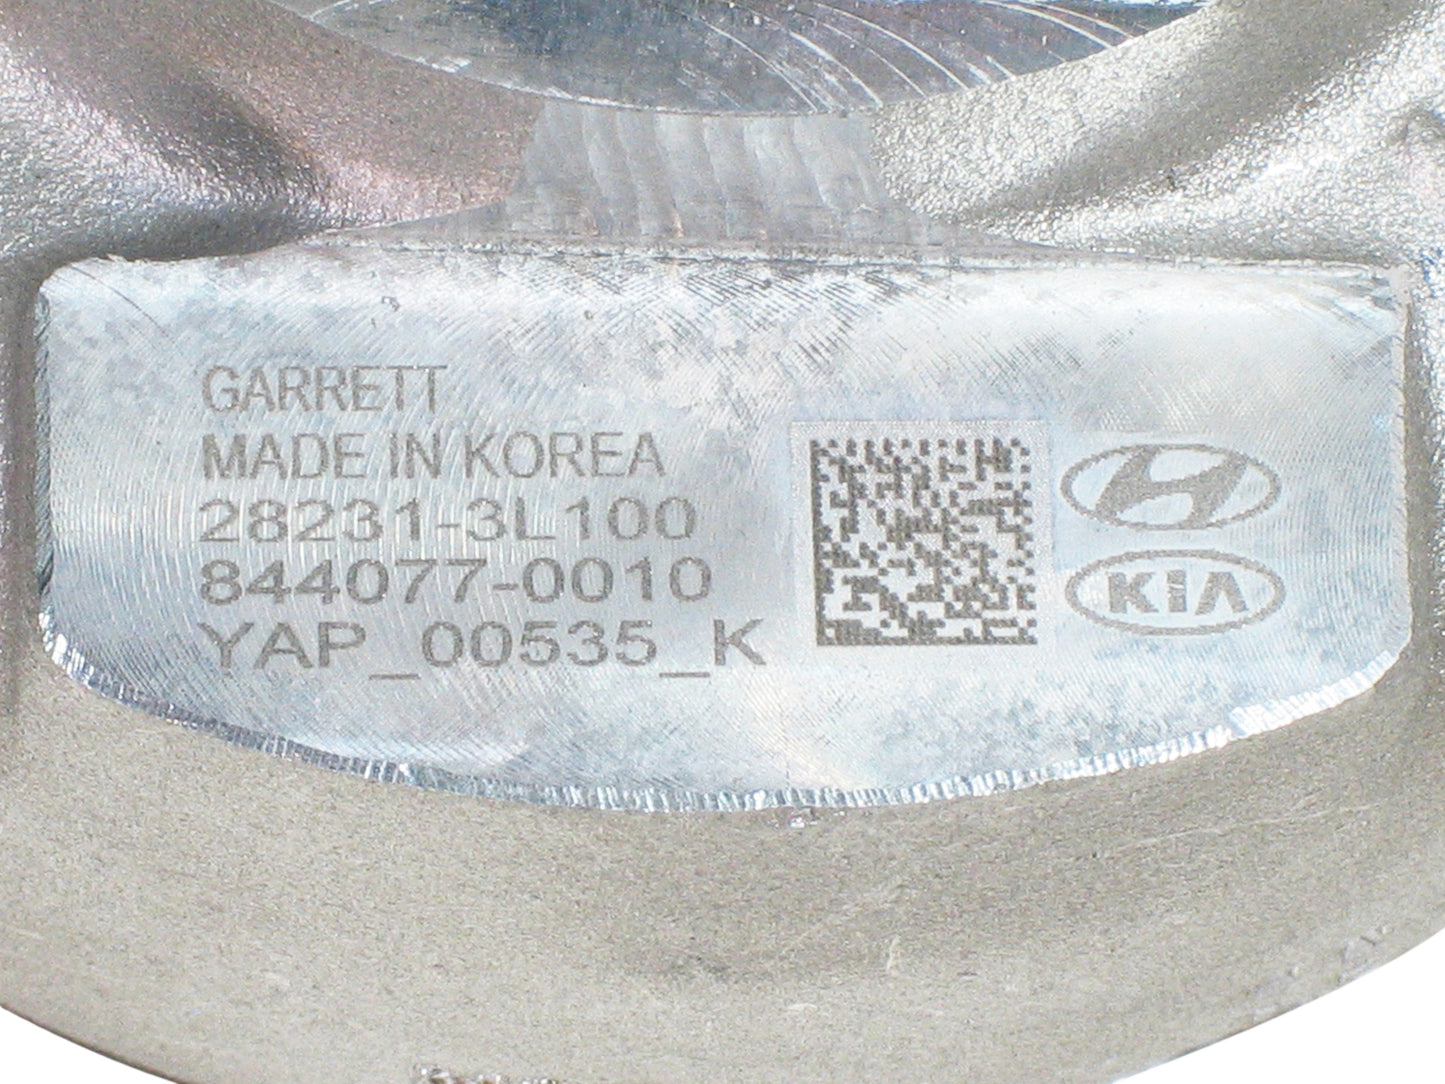 GARRETT
MADE IN KOREA
28231-3L100
844077-0010
YAP_00535_K
KIA